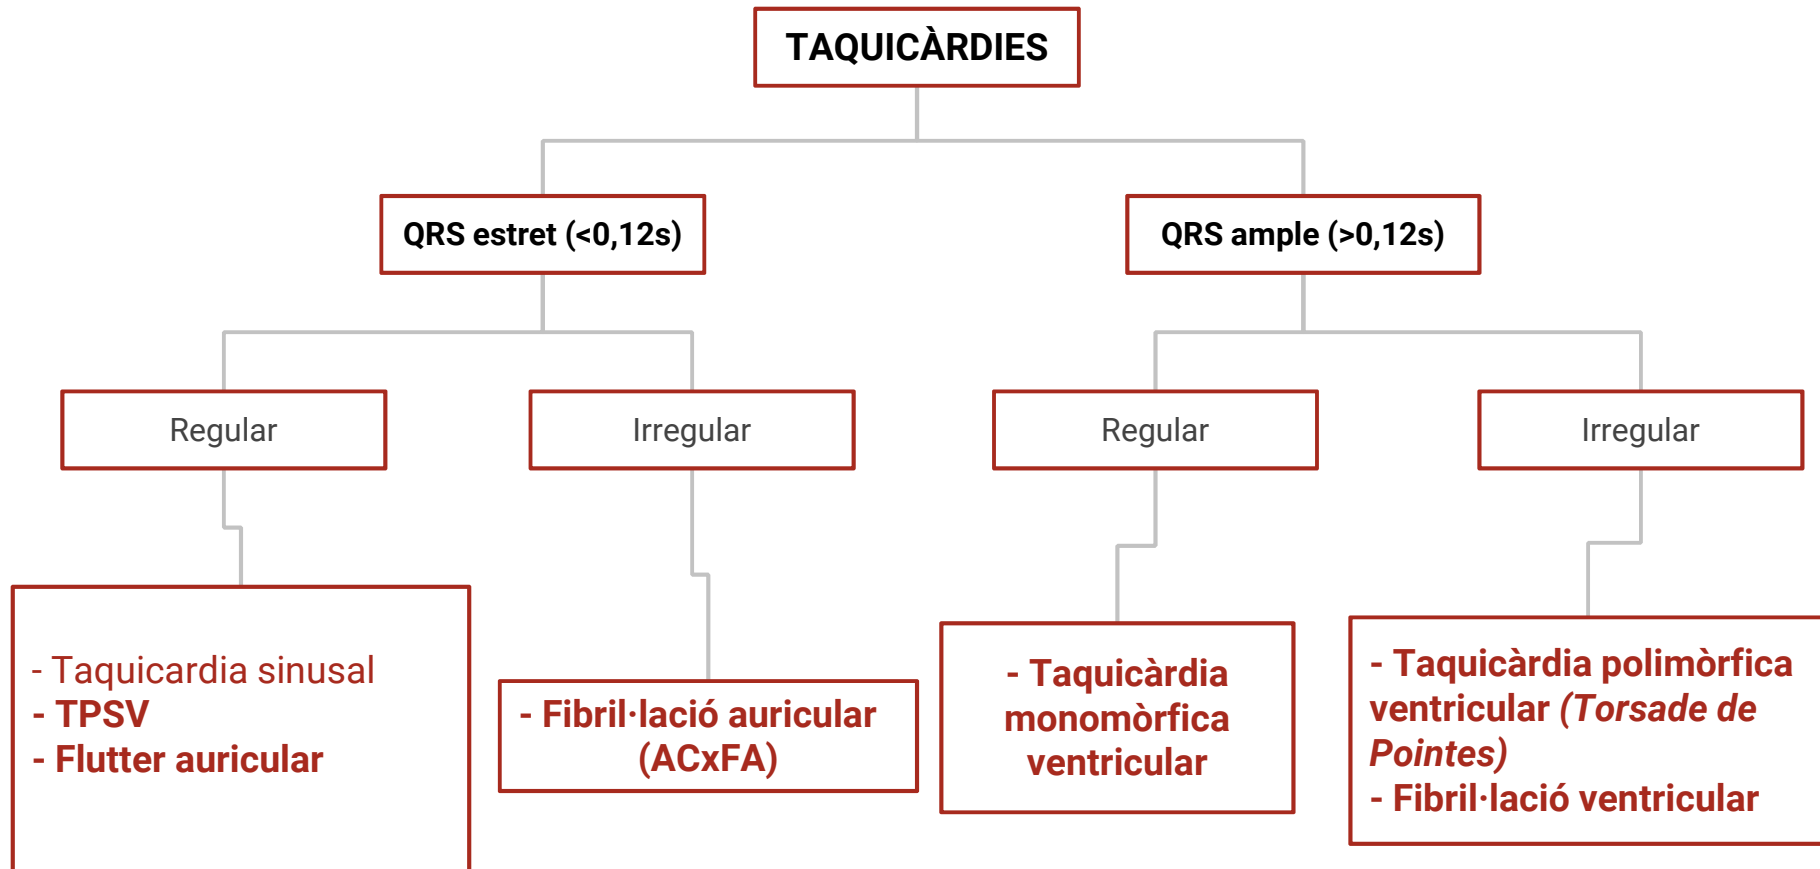 TAQUICÀRDIES
QRS estret (<0,12s)
QRS ample (>0,12s)
Regular
Irregular
Regular
Irregular
- Taquicardia sinusal
- TPSV
- Flutter auricular
- Fibril·lació auricular
(ACxFA)
- Taquicàrdia
monomòrfica
ventricular
- Taquicàrdia polimòrfica
ventricular (Torsade de
Pointes)
- Fibril·lació ventricular